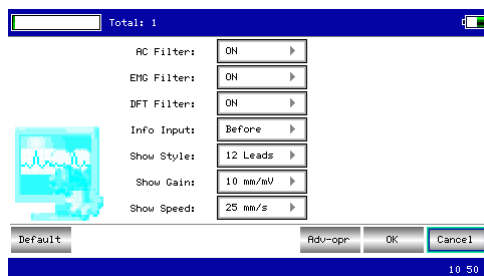 Total: 1
AC Filter: ON
EMG Filter: ON
DFT Filter: ON
Info Input: Before
Show Style: 12 Leads
Show Gain: 10 mm/mV
Show Speed: 25 mm/s
Default Adv-opr OK Cancel
10 50